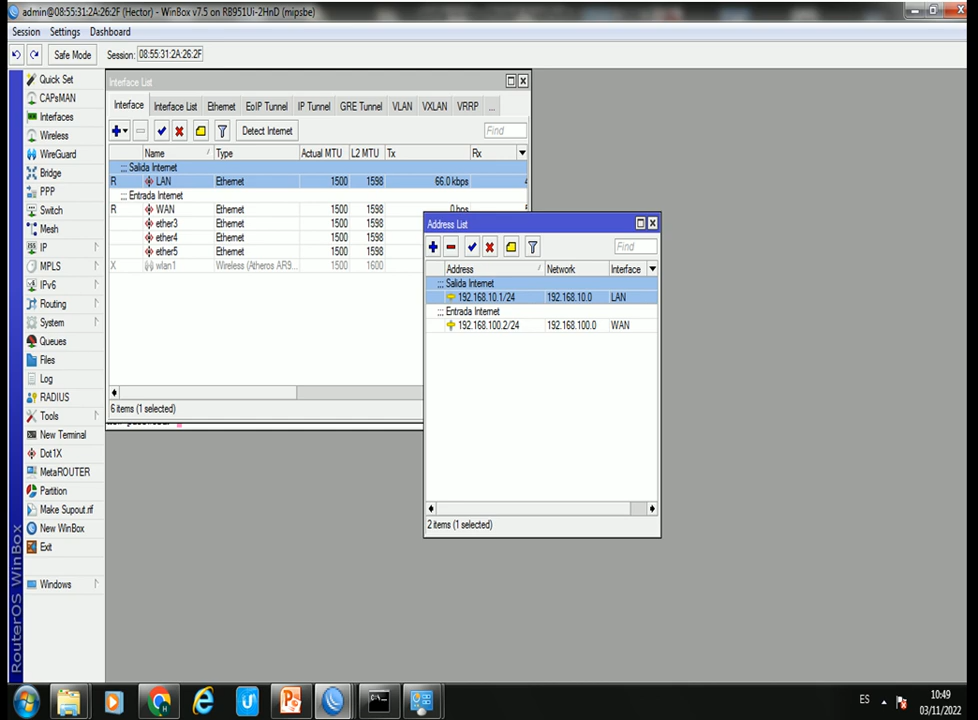 admin@08:55:31:2A:26:2F (Hector) - WinBox v7.5 on RB951Ui-2HnD (mipsbe)
Session Settings Dashboard
Safe Mode Session: 08:55:31:2A:26:2F
Quick Set
CAPsMAN
Interfaces
Wireless
WireGuard
Bridge
PPP
Switch
Mesh
IP
MPLS
IPv6
Routing
System
Queues
Files
Log
RADIUS
Tools
New Terminal
Dot1X
MetaROUTER
Partition
Make Supout.rif
New WinBox
Exit
Windows
RouterOS WinBox
Interface List
Interface Interface List Ethernet EoIP Tunnel IP Tunnel GRE Tunnel VLAN VXLAN VRRP ...
Detect Internet Find
Name / Type Actual MTU L2 MTU Tx Rx
;;; Salida Internet
R LAN Ethernet 1500 1598 66.0 kbps
;;; Entrada Internet
R WAN Ethernet 1500 1598 0 bps
ether3 Ethernet 1500 1598
ether4 Ethernet 1500 1598
ether5 Ethernet 1500 1598
X wlan1 Wireless (Atheros AR9... 1500 1600
6 items (1 selected)
Address List
Find
Address / Network Interface
;;; Salida Internet
192.168.10.1/24 192.168.10.0 LAN
;;; Entrada Internet
192.168.100.2/24 192.168.100.0 WAN
2 items (1 selected)
ES
10:49
03/11/2022